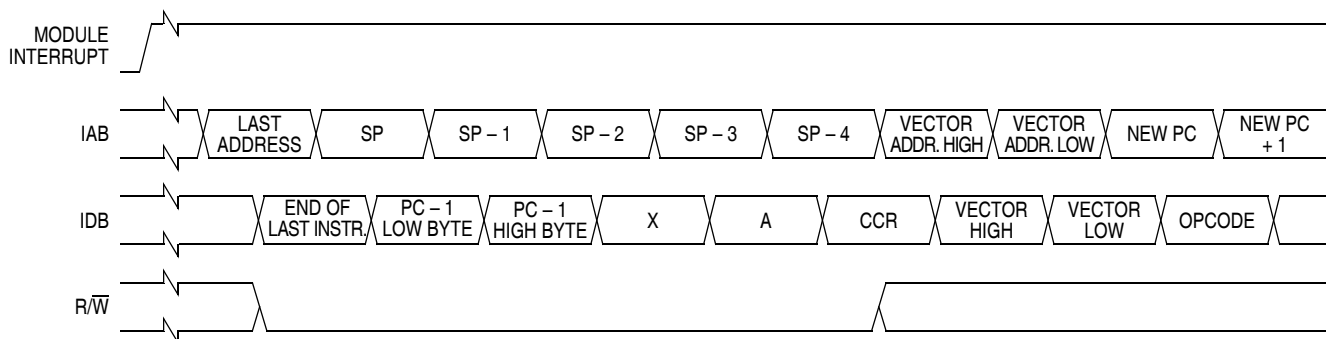 MODULE
INTERRUPT
IAB
LAST
ADDRESS
SP
SP – 1
SP – 2
SP – 3
SP – 4
VECTOR
ADDR. HIGH
VECTOR
ADDR. LOW
NEW PC
NEW PC
+ 1
IDB
END OF
LAST INSTR.
PC – 1
LOW BYTE
PC – 1
HIGH BYTE
X
A
CCR
VECTOR
HIGH
VECTOR
LOW
OPCODE
R/W̅